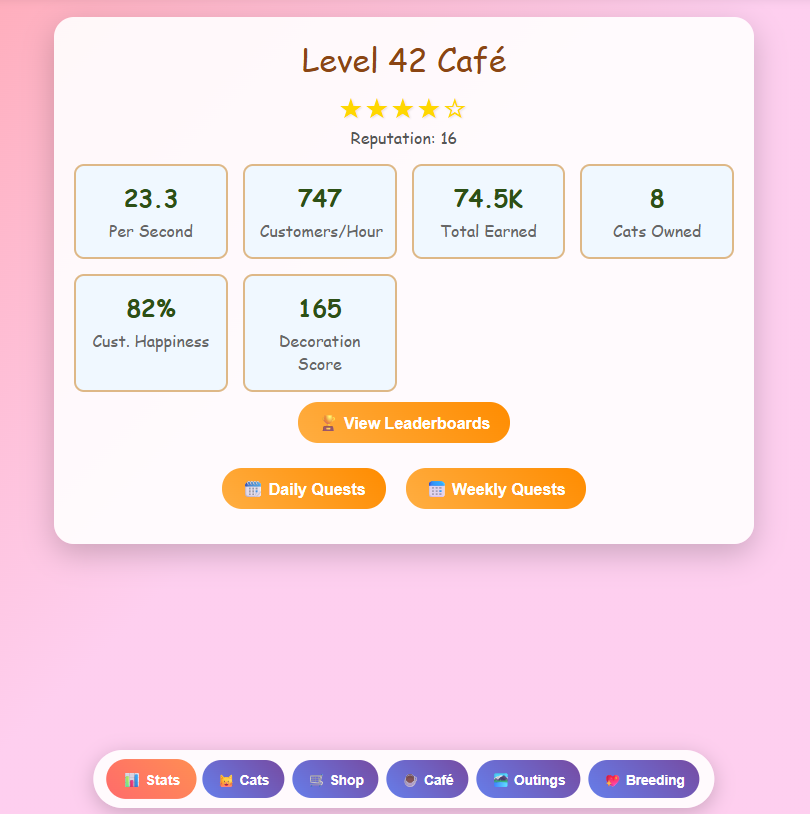 Level 42 Café
★★★★☆
Reputation: 16
23.3
Per Second
747
Customers/Hour
74.5K
Total Earned
8
Cats Owned
82%
Cust. Happiness
165
Decoration
Score
View Leaderboards
Daily Quests
Weekly Quests
Stats
Cats
Shop
Café
Outings
Breeding